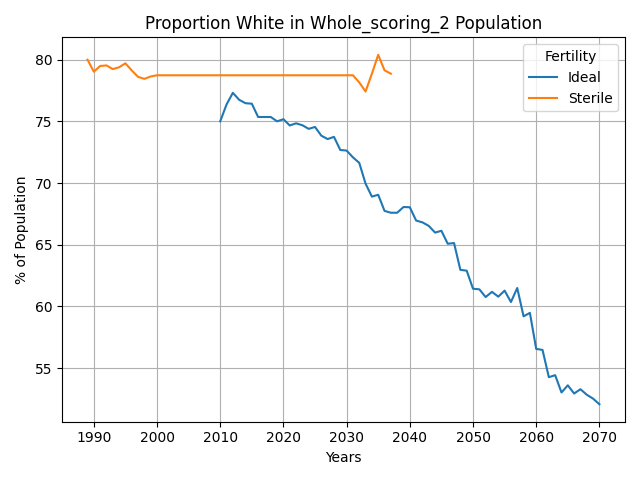 Proportion White in Whole_scoring_2 Population
Fertility
Ideal
Sterile
% of Population
80
75
70
65
60
55
1990 2000 2010 2020 2030 2040 2050 2060 2070
Years